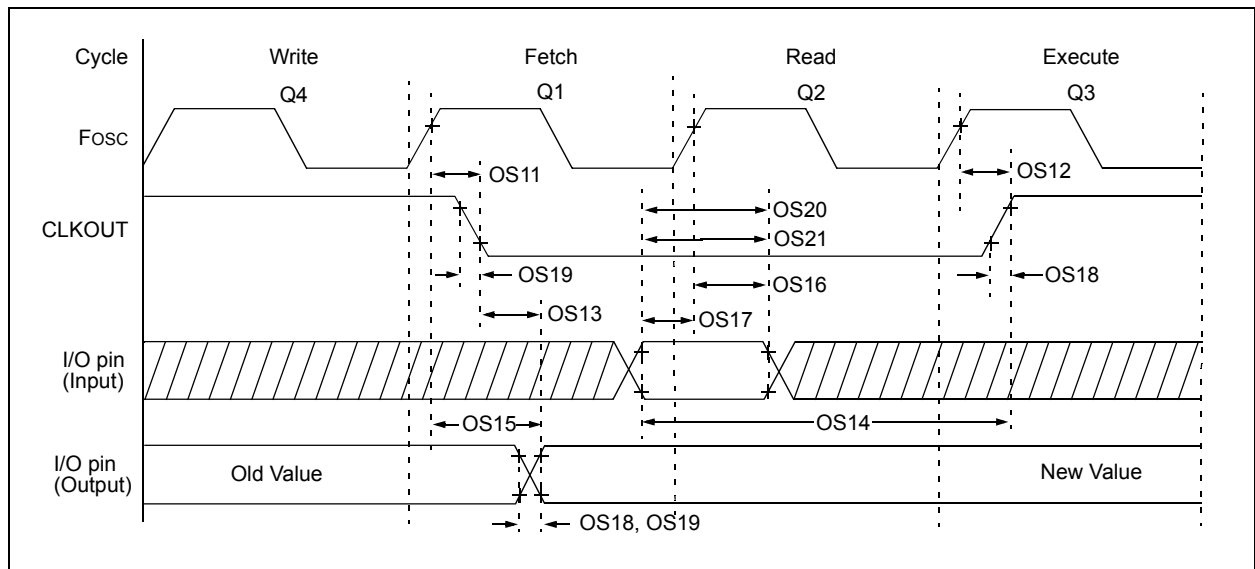 Cycle Write Fetch Read Execute
Q4 Q1 Q2 Q3
FOSC
OS11 OS12
OS20
CLKOUT
OS21
OS19 OS16 OS18
OS13 OS17
I/O pin
(Input)
OS15 OS14
I/O pin
(Output)
Old Value New Value
OS18, OS19